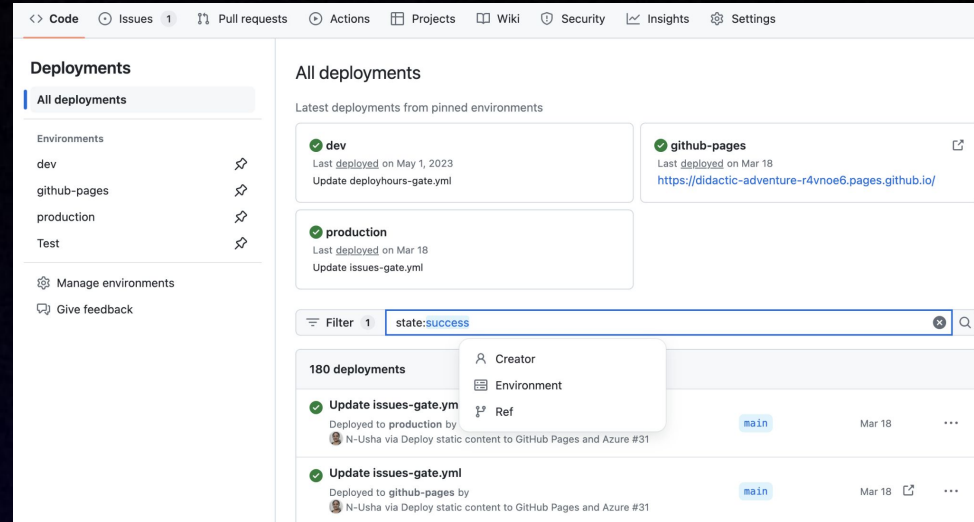 Code Issues 1 Pull requests Actions Projects Wiki Security Insights Settings
Deployments
All deployments
Environments
dev
github-pages
production
Test
Manage environments
Give feedback
All deployments
Latest deployments from pinned environments
dev
Last deployed on May 1, 2023
Update deployhours-gate.yml
github-pages
Last deployed on Mar 18
https://didactic-adventure-r4vnoe6.pages.github.io/
production
Last deployed on Mar 18
Update issues-gate.yml
Filter 1 state:success
Creator
Environment
Ref
180 deployments
Update issues-gate.ym
Deployed to production by
N-Usha via Deploy static content to GitHub Pages and Azure #31
main Mar 18
Update issues-gate.yml
Deployed to github-pages by
N-Usha via Deploy static content to GitHub Pages and Azure #31
main Mar 18